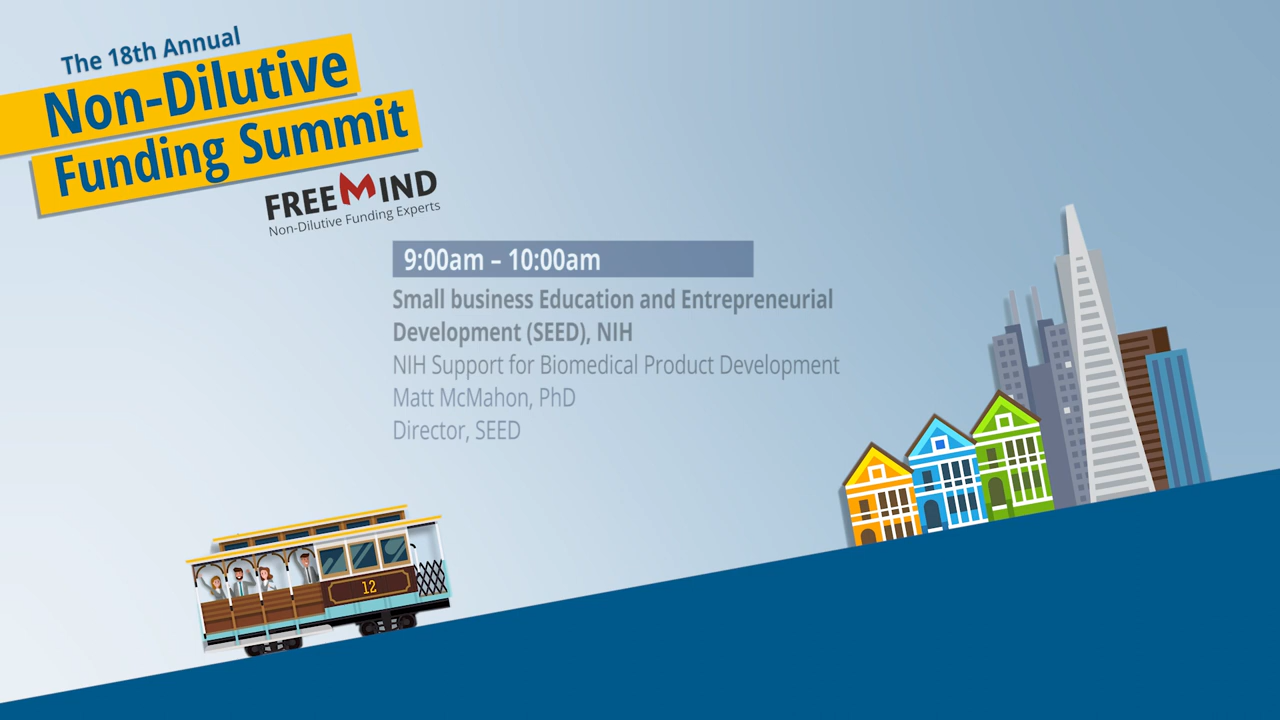 The 18th Annual
Non-Dilutive
Funding Summit
FREEMIND
Non-Dilutive Funding Experts
9:00am – 10:00am
Small business Education and Entrepreneurial
Development (SEED), NIH
NIH Support for Biomedical Product Development
Matt McMahon, PhD
Director, SEED
12